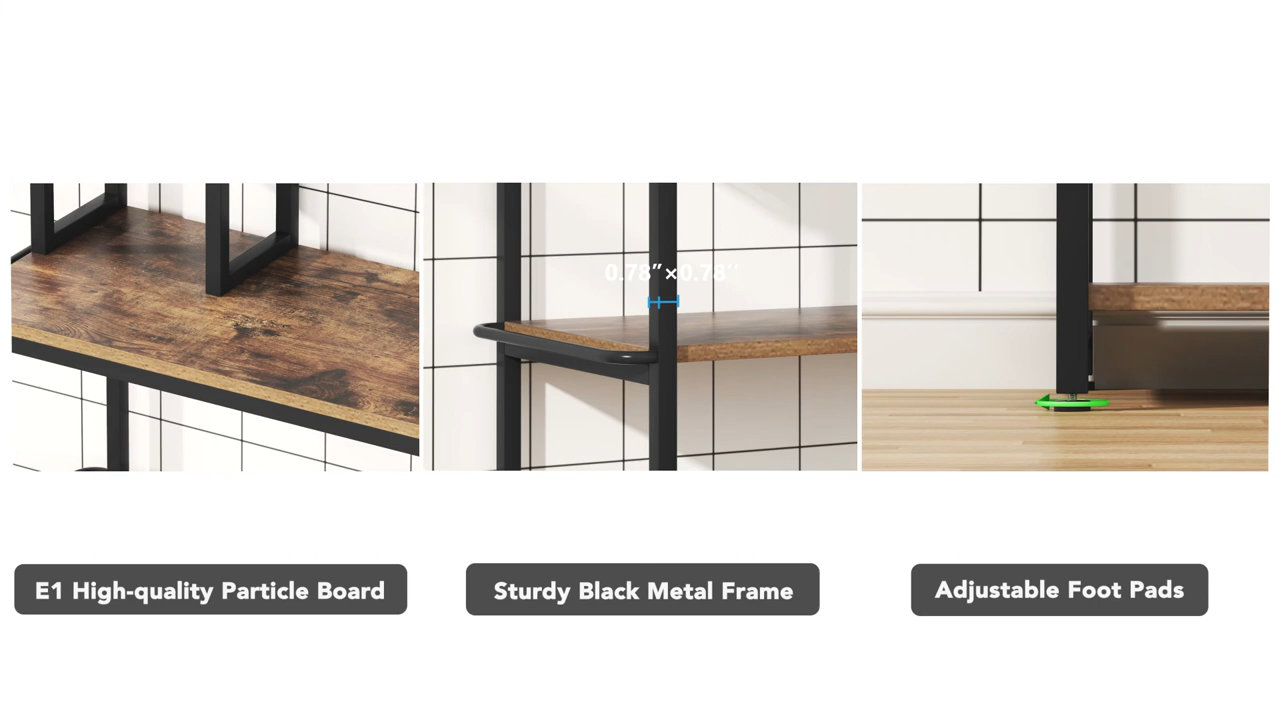 0.78"×0.78"
E1 High-quality Particle Board
Sturdy Black Metal Frame
Adjustable Foot Pads